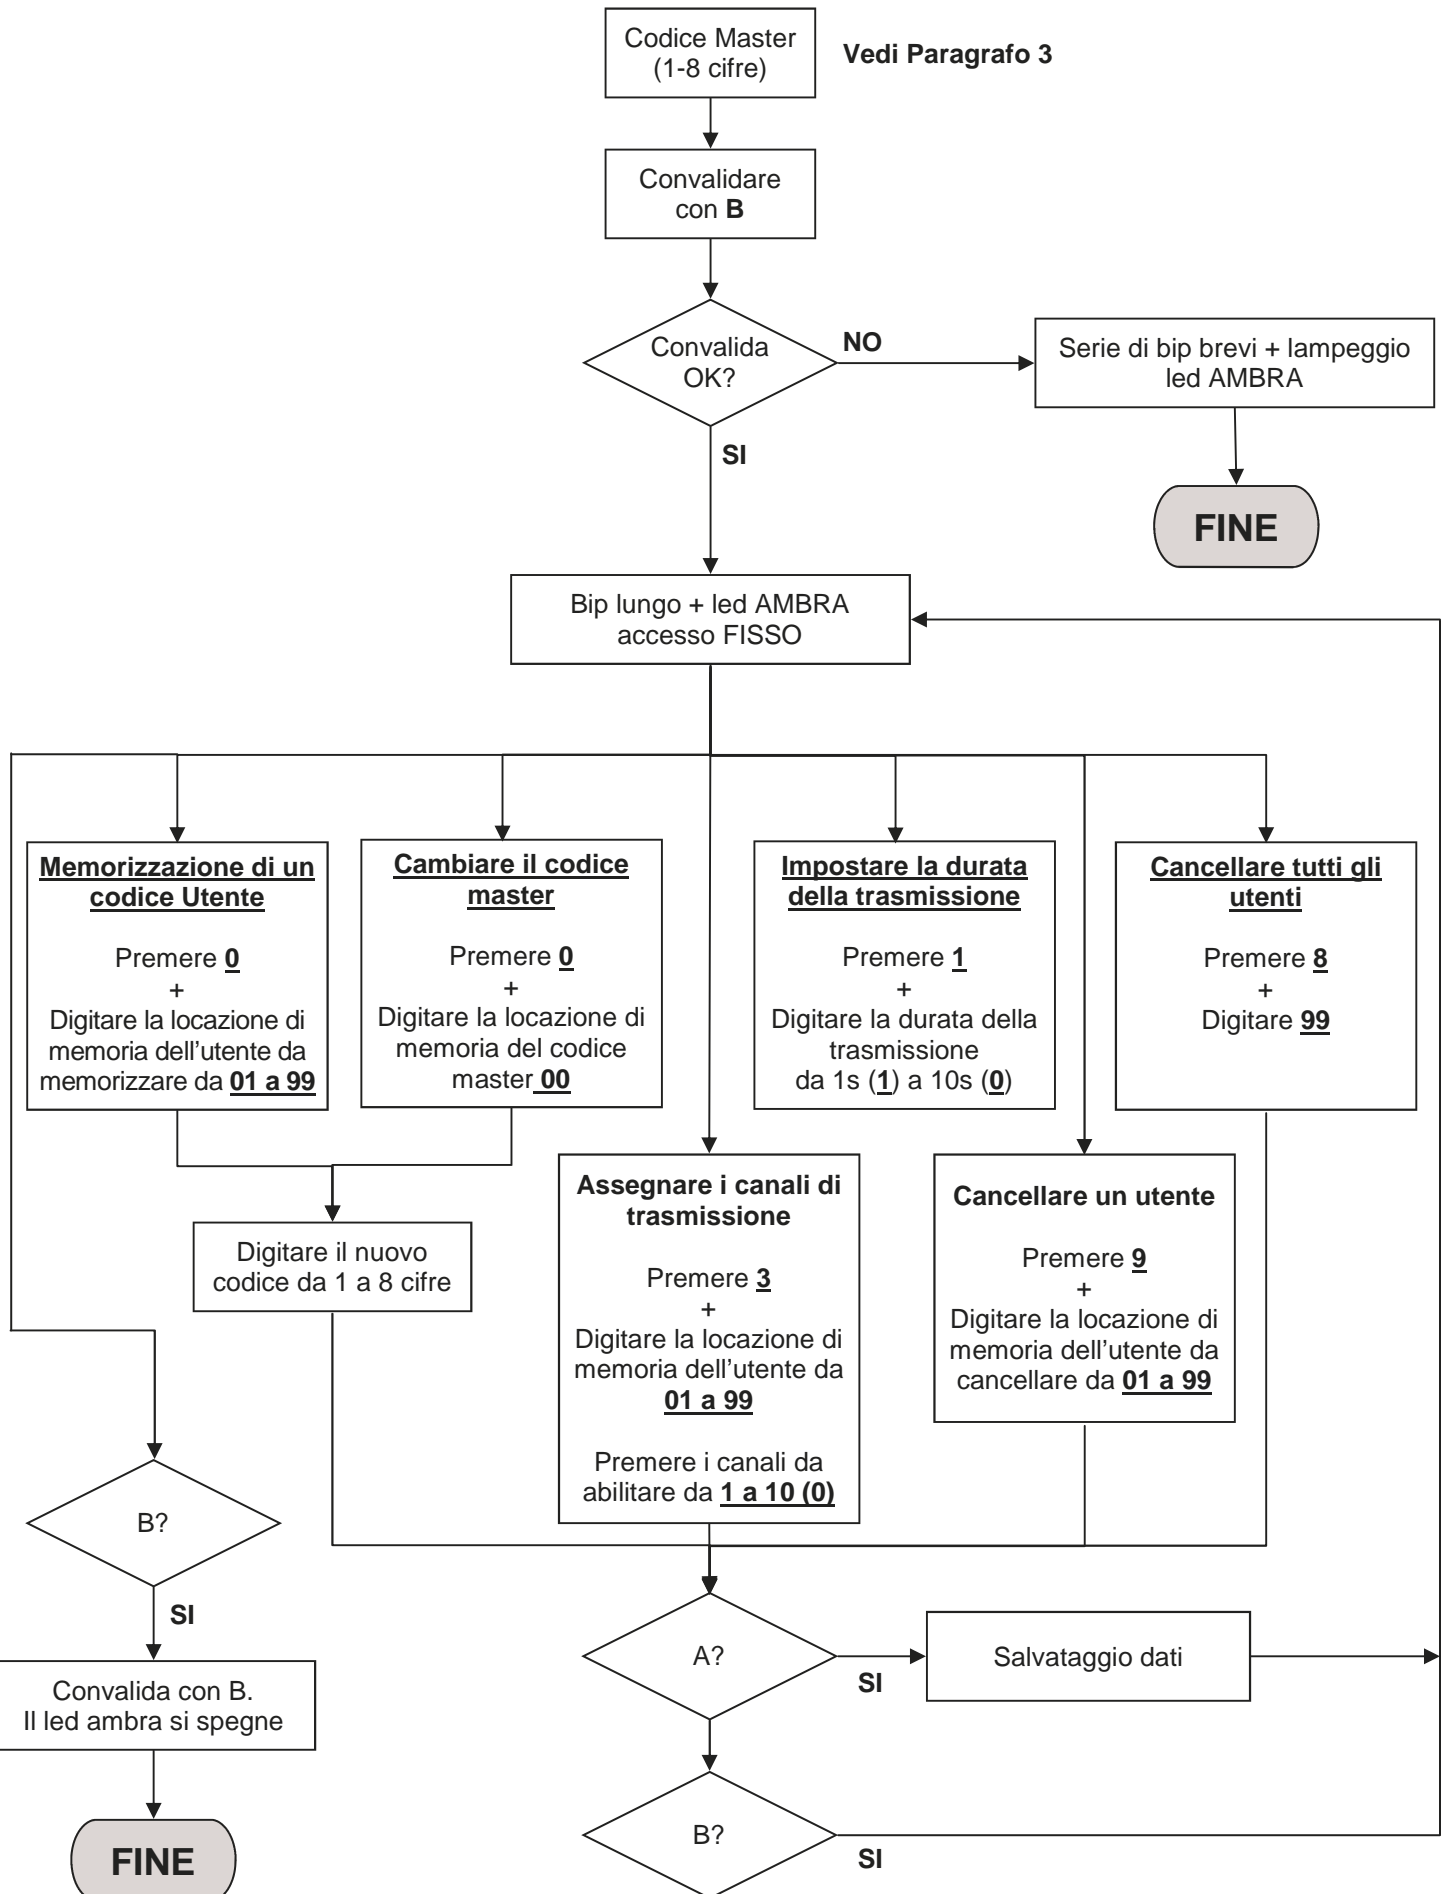 Codice Master
(1-8 cifre)
Vedi Paragrafo 3
Convalidare
con B
Convalida
OK?
NO
Serie di bip brevi + lampeggio
led AMBRA
SI
FINE
Bip lungo + led AMBRA
accesso FISSO
Memorizzazione di un
codice Utente
Premere 0
+
Digitare la locazione di
memoria dell'utente da
memorizzare da 01 a 99
Cambiare il codice
master
Premere 0
+
Digitare la locazione di
memoria del codice
master 00
Impostare la durata
della trasmissione
Premere 1
+
Digitare la durata della
trasmissione
da 1s (1) a 10s (0)
Cancellare tutti gli
utenti
Premere 8
+
Digitare 99
Digitare il nuovo
codice da 1 a 8 cifre
Assegnare i canali di
trasmissione
Premere 3
+
Digitare la locazione di
memoria dell'utente da
01 a 99
Premere i canali da
abilitare da 1 a 10 (0)
Cancellare un utente
Premere 9
+
Digitare la locazione di
memoria dell'utente da
cancellare da 01 a 99
B?
SI
Convalida con B.
Il led ambra si spegne
FINE
A?
SI
Salvataggio dati
B?
SI